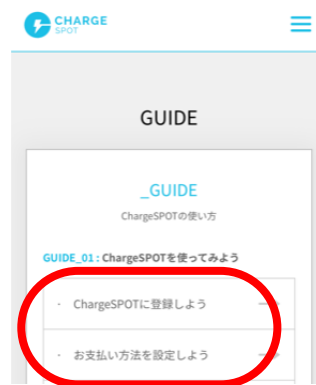 CHARGE
SPOT
GUIDE
_GUIDE
ChargeSPOTの使い方
GUIDE_01 : ChargeSPOTを使ってみよう
・ ChargeSPOTに登録しよう
・ お支払い方法を設定しよう